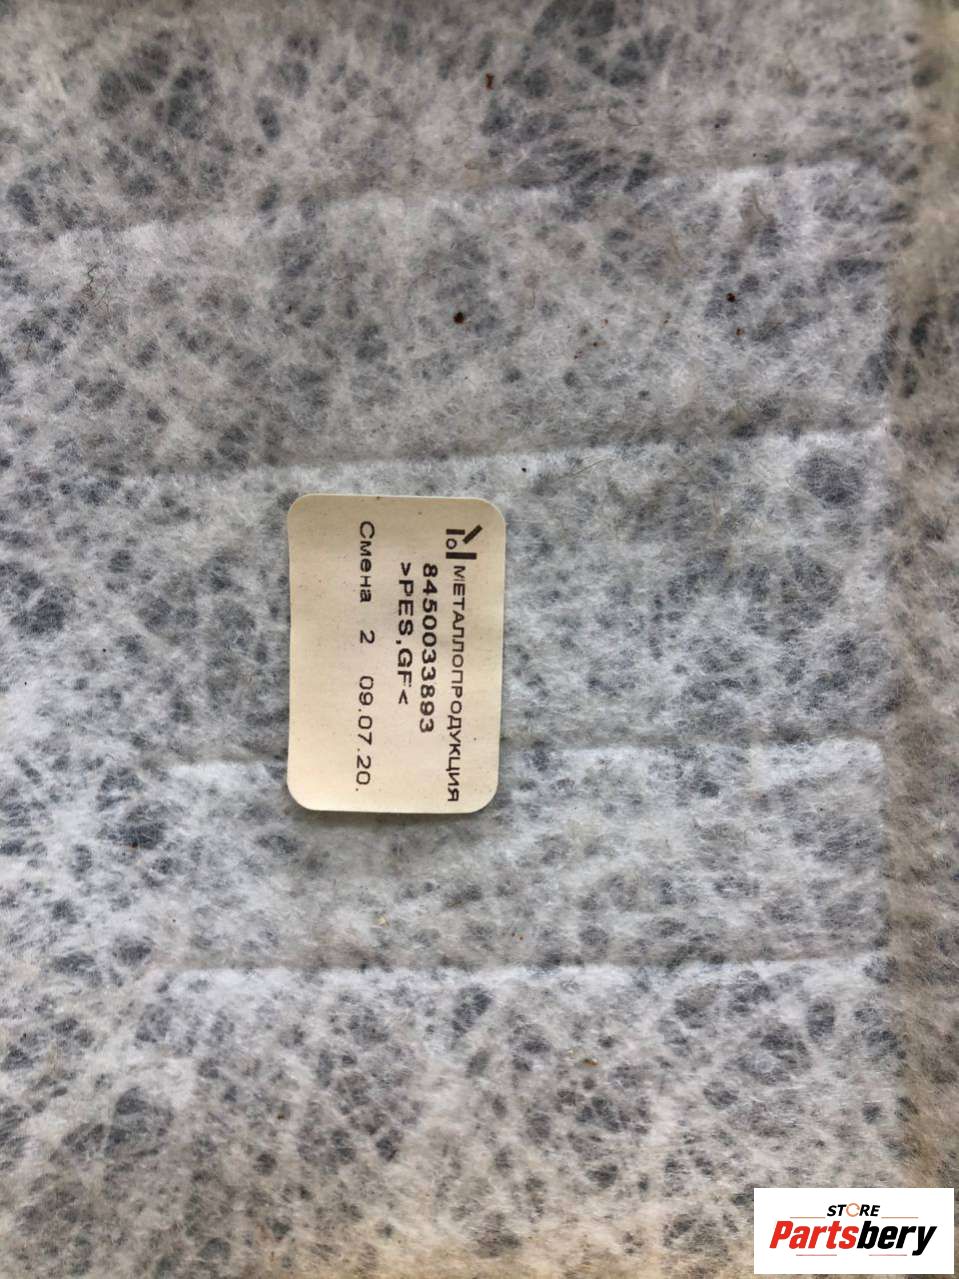 МЕТАЛЛОПРОДУКЦИЯ
8450033893
>PES,GF<
Смена 2 09.07.20.
STORE
Partsbery